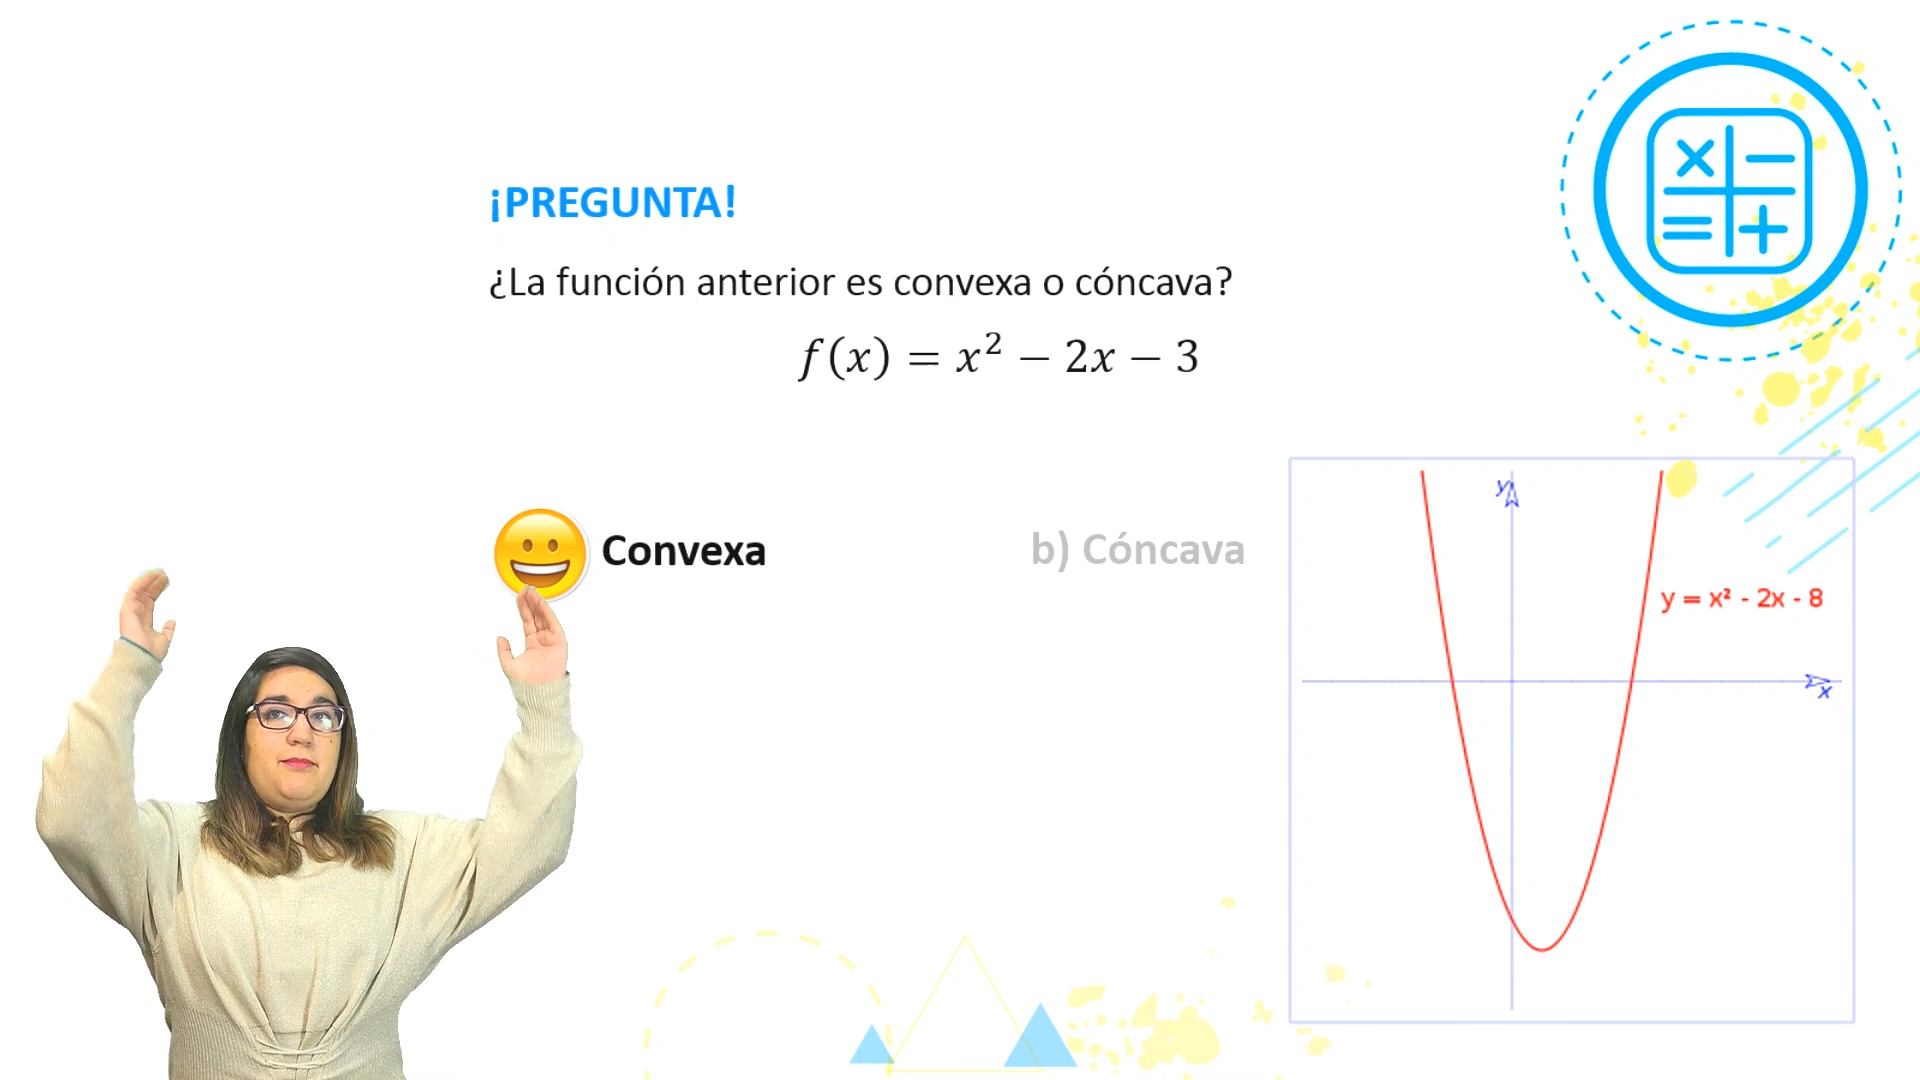 ¡PREGUNTA!
¿La función anterior es convexa o cóncava?
f(x) = x² − 2x − 3
Convexa
b) Cóncava
y
y = x² - 2x - 8
x